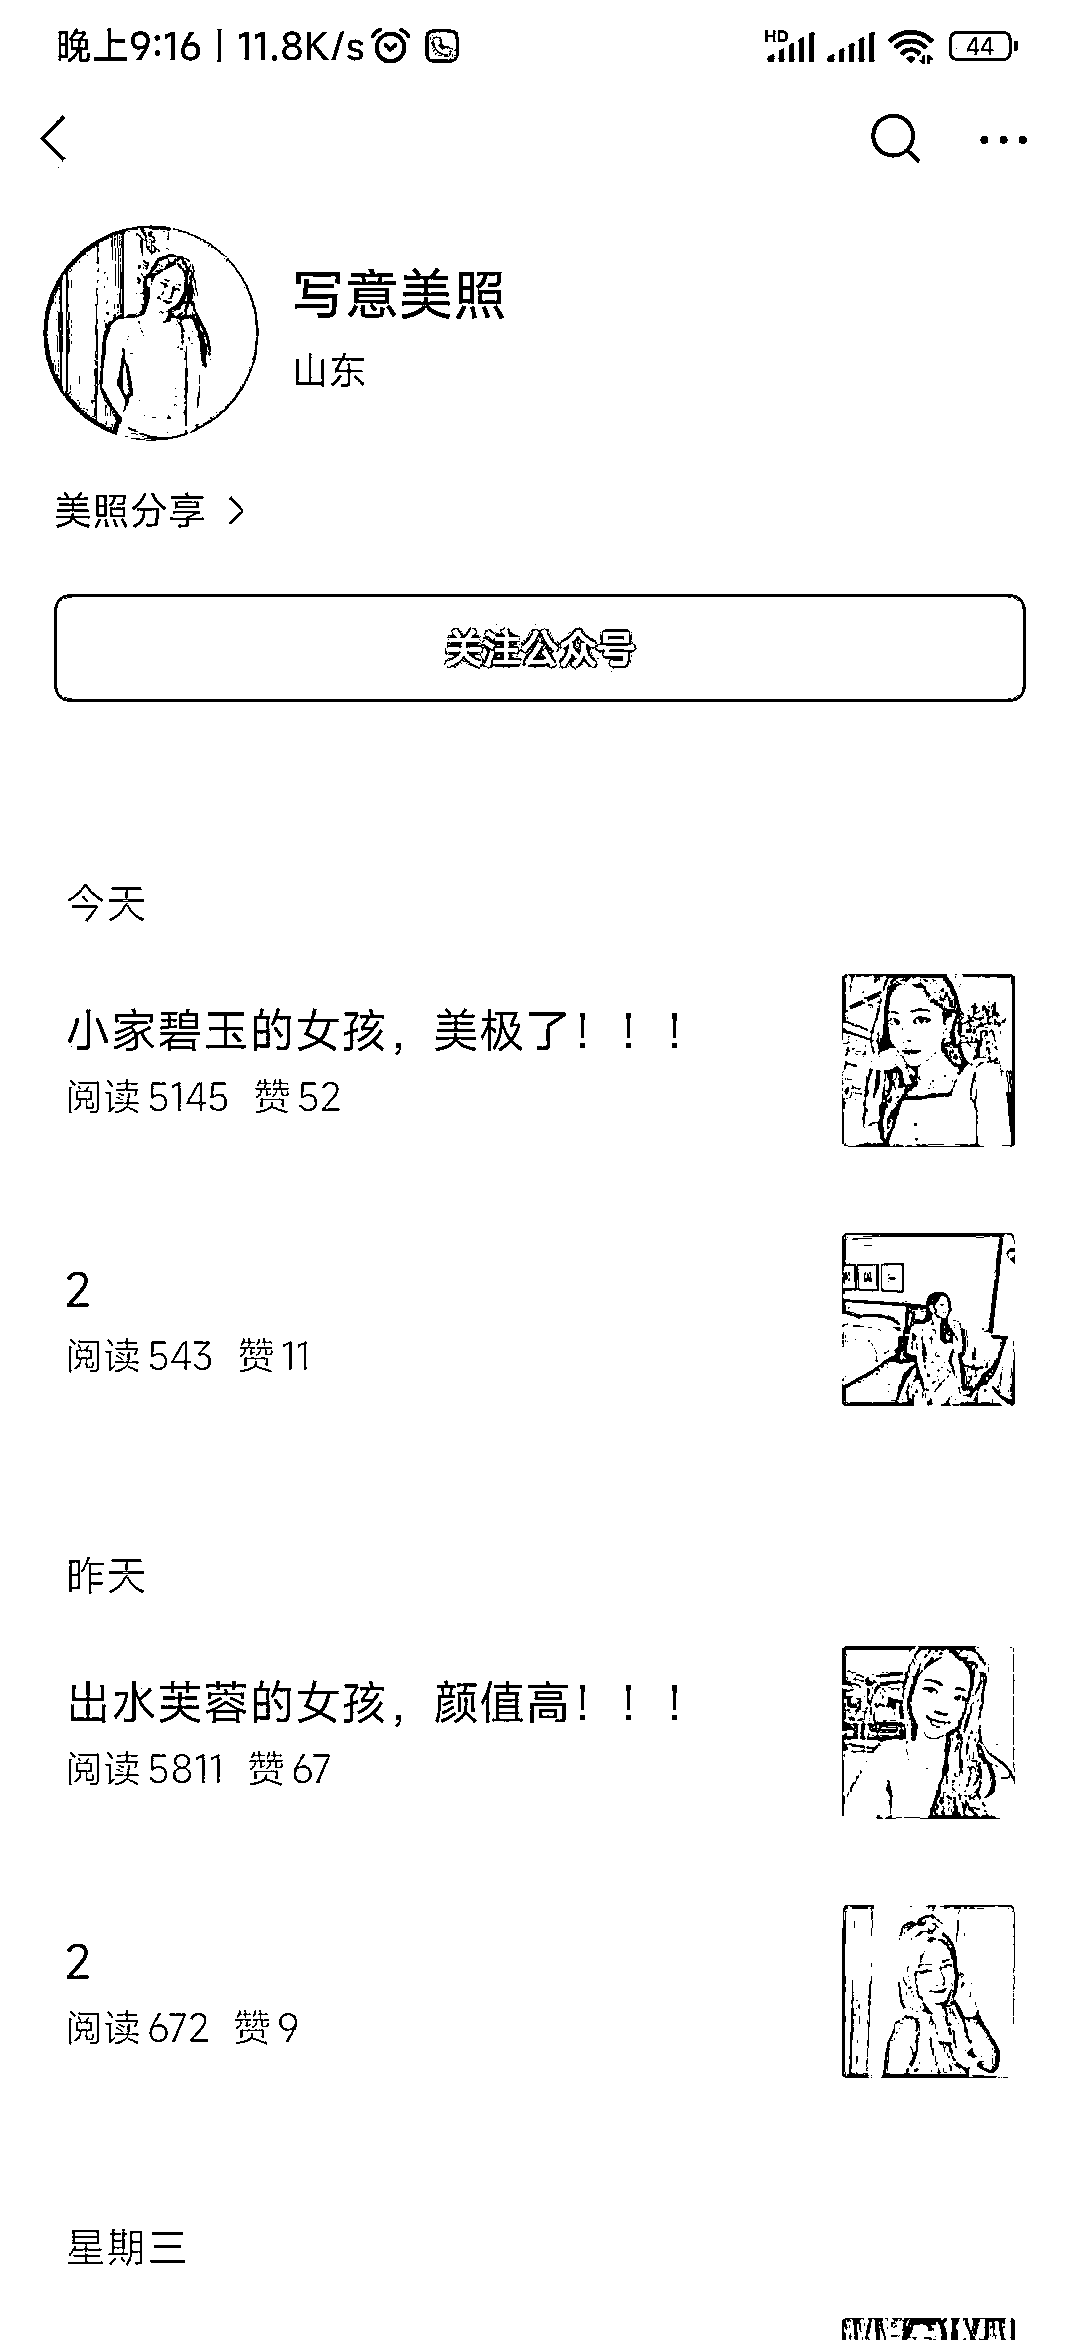 晚上9:16 | 11.8K/s
HD
44
写意美照
山东
美照分享 >
关注公众号
今天
小家碧玉的女孩，美极了！！！
阅读 5145 赞 52
2
阅读 543 赞 11
昨天
出水芙蓉的女孩，颜值高！！！
阅读 5811 赞 67
2
阅读 672 赞 9
星期三